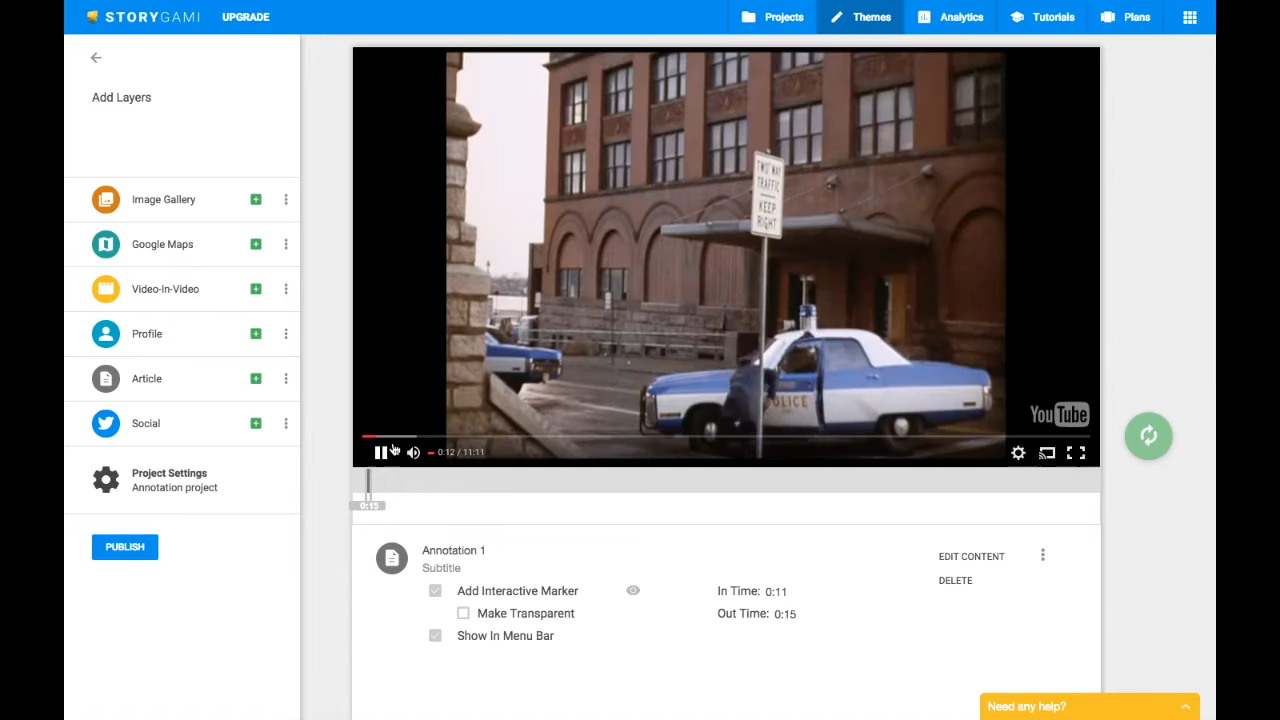 STORYGAMI UPGRADE Projects Themes Analytics Tutorials Plans
Add Layers
Image Gallery
Google Maps
Video-In-Video
Profile
Article
Social
Project Settings
Annotation project
PUBLISH
TWO WAY
TRAFFIC
KEEP
RIGHT
POLICE
YouTube
0:12 / 11:11
0:15
Annotation 1
Subtitle
Add Interactive Marker
Make Transparent
Show In Menu Bar
In Time: 0:11
Out Time: 0:15
EDIT CONTENT
DELETE
Need any help?